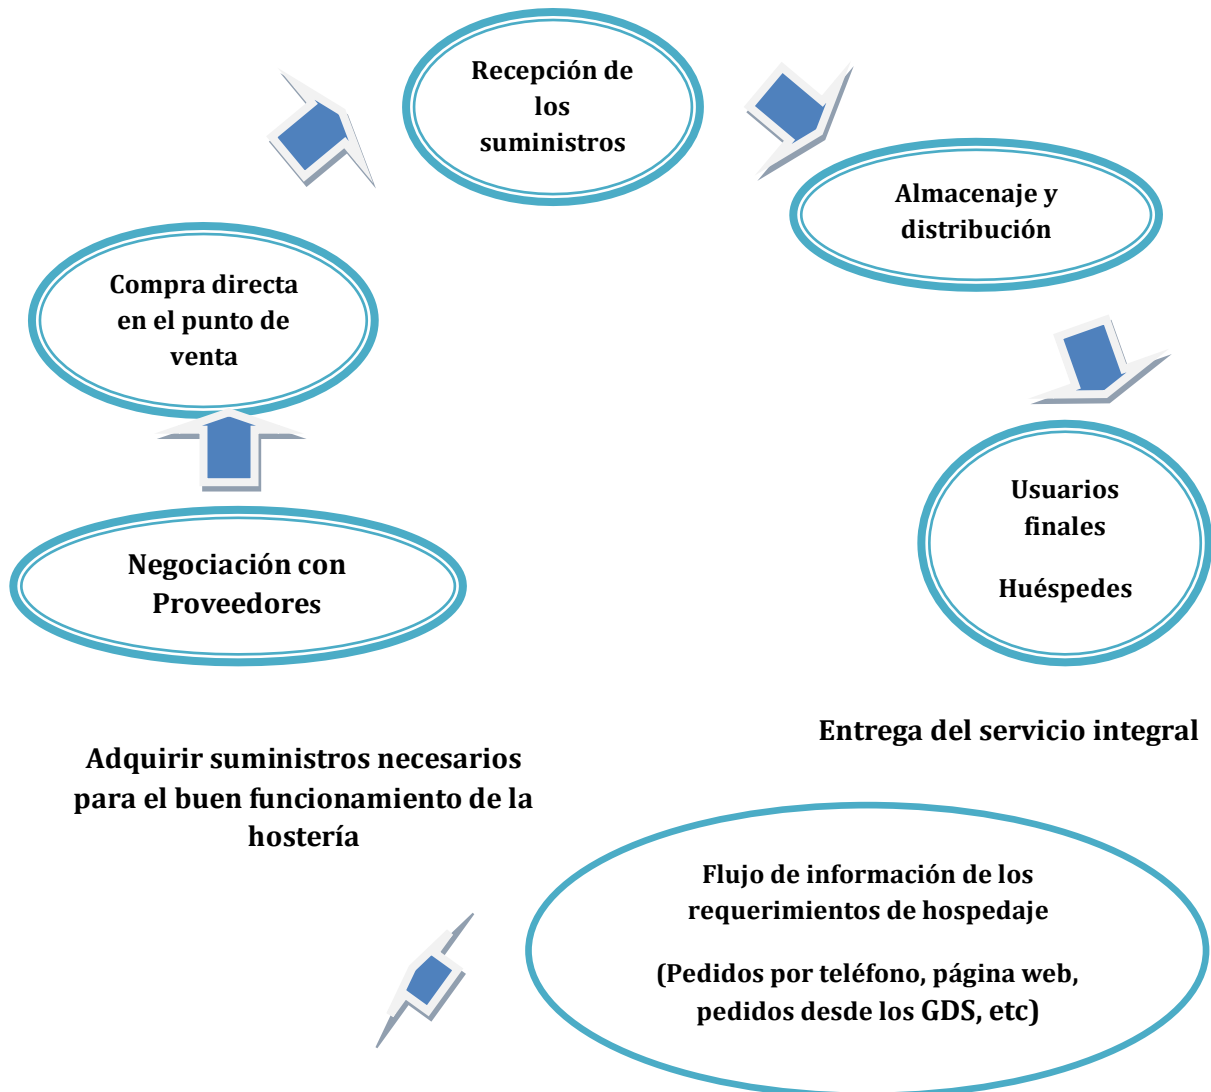 Recepción de
los
suministros
Almacenaje y
distribución
Compra directa
en el punto de
venta
Usuarios
finales
Huéspedes
Negociación con
Proveedores
Entrega del servicio integral
Adquirir suministros necesarios
para el buen funcionamiento de la
hostería
Flujo de información de los
requerimientos de hospedaje
(Pedidos por teléfono, página web,
pedidos desde los GDS, etc)